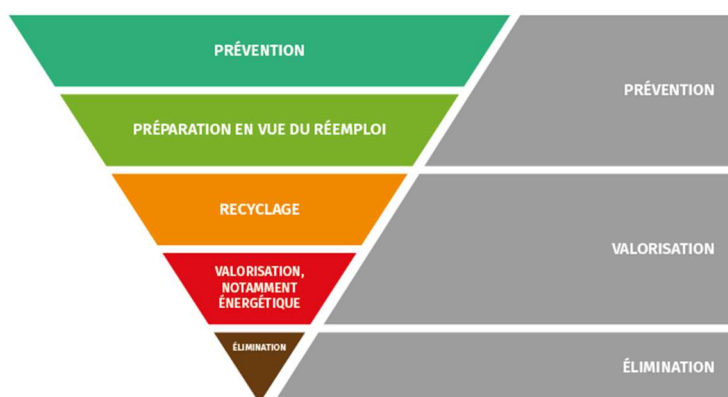 PRÉVENTION
PRÉPARATION EN VUE DU RÉEMPLOI
RECYCLAGE
VALORISATION,
NOTAMMENT
ÉNERGÉTIQUE
ÉLIMINATION
PRÉVENTION
VALORISATION
ÉLIMINATION